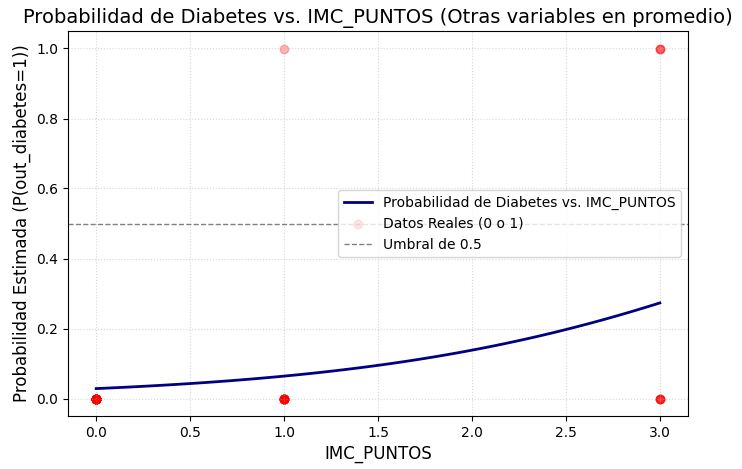 Probabilidad de Diabetes vs. IMC_PUNTOS (Otras variables en promedio)
Probabilidad Estimada (P(out_diabetes=1))
1.0
0.8
0.6
0.4
0.2
0.0
Probabilidad de Diabetes vs. IMC_PUNTOS
Datos Reales (0 o 1)
Umbral de 0.5
0.0 0.5 1.0 1.5 2.0 2.5 3.0
IMC_PUNTOS